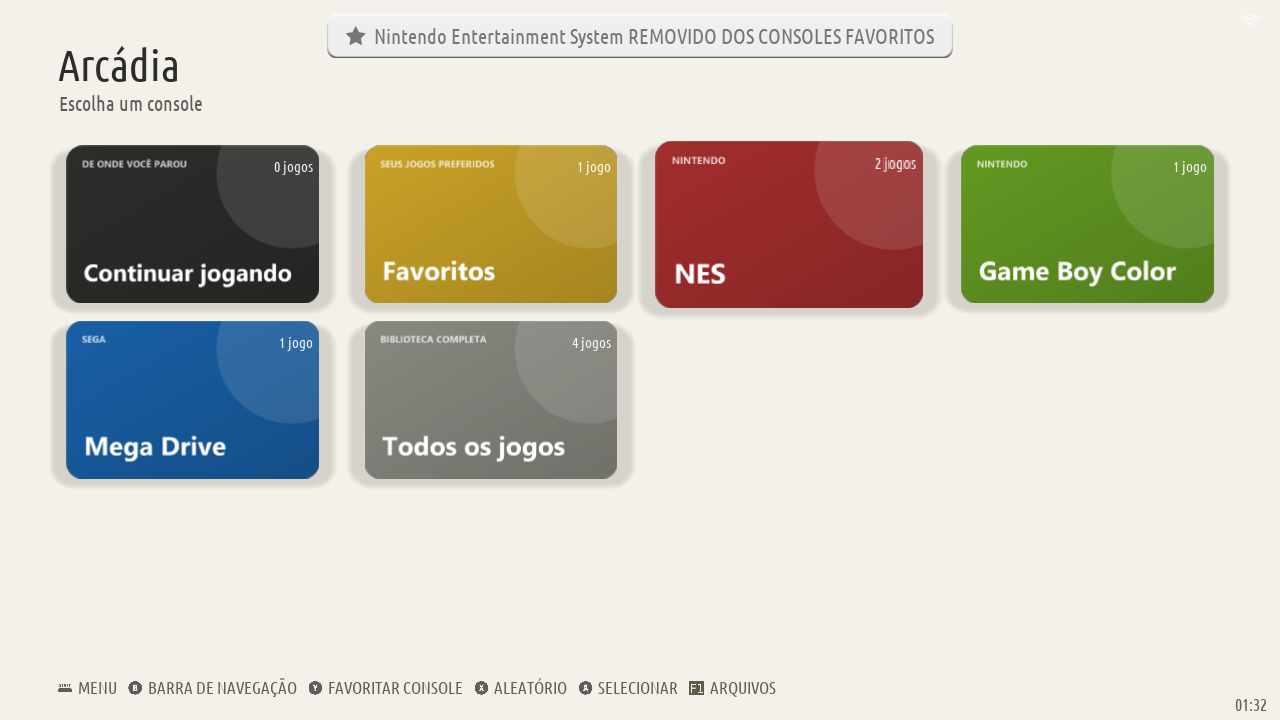 Nintendo Entertainment System REMOVIDO DOS CONSOLES FAVORITOS
Arcádia
Escolha um console
DE ONDE VOCÊ PAROU
0 jogos
Continuar jogando
SEUS JOGOS PREFERIDOS
1 jogo
Favoritos
NINTENDO
2 jogos
NES
NINTENDO
1 jogo
Game Boy Color
SEGA
1 jogo
Mega Drive
BIBLIOTECA COMPLETA
4 jogos
Todos os jogos
START MENU B BARRA DE NAVEGAÇÃO Y FAVORITAR CONSOLE X ALEATÓRIO A SELECIONAR F1 ARQUIVOS
01:32